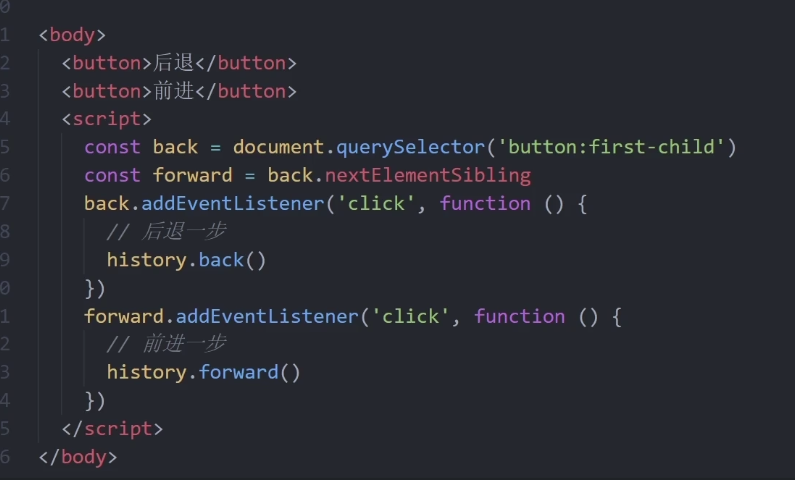 0
1 <body>
2 <button>后退</button>
3 <button>前进</button>
4 <script>
5 const back = document.querySelector('button:first-child')
6 const forward = back.nextElementSibling
7 back.addEventListener('click', function () {
8 // 后退一步
9 history.back()
0 })
1 forward.addEventListener('click', function () {
2 // 前进一步
3 history.forward()
4 })
5 </script>
6 </body>